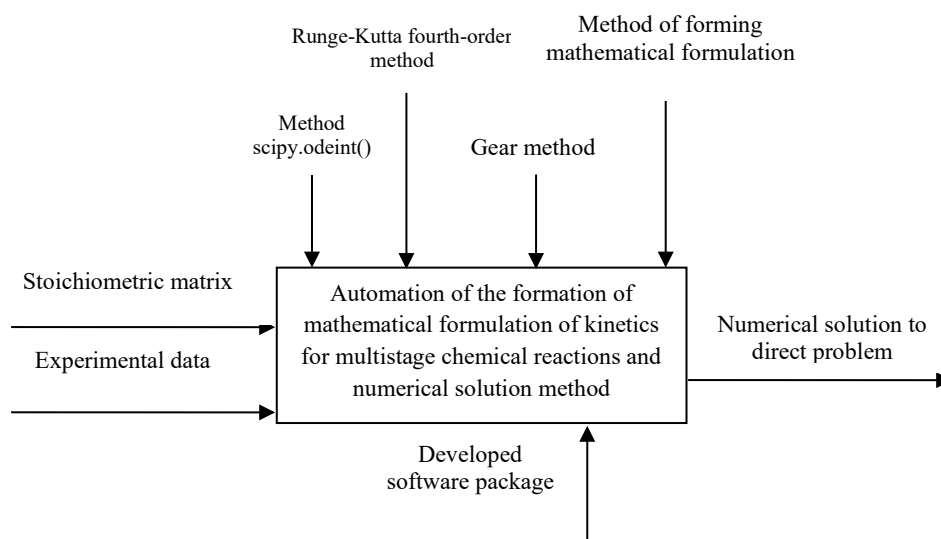 Runge-Kutta fourth-order
method
Method of forming
mathematical formulation
Method
scipy.odeint()
Gear method
Stoichiometric matrix
Experimental data
Automation of the formation of
mathematical formulation of kinetics
for multistage chemical reactions and
numerical solution method
Numerical solution to
direct problem
Developed
software package